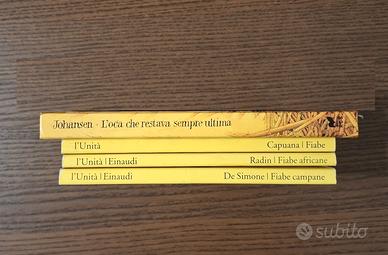 Johansen - L'oca che restava sempre ultima
l'Unità Capuana | Fiabe
l'Unità | Einaudi Radin | Fiabe africane
l'Unità | Einaudi De Simone | Fiabe campane
subito